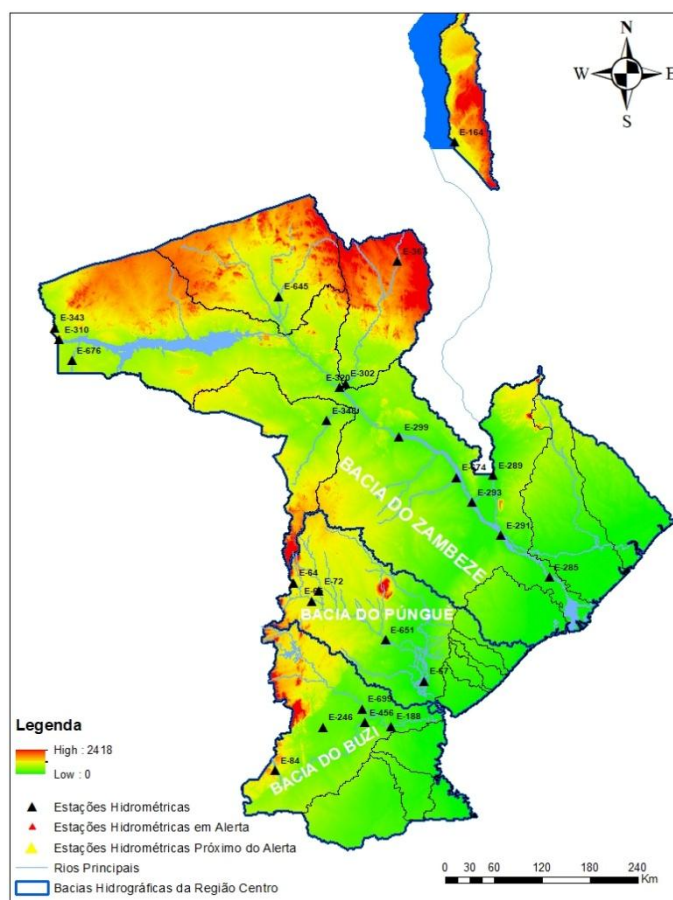 N
W E
S
E-164
E-645
E-343
E-310
E-676
E-302
E-320
E-348
E-299
E-289
E-293
E-291
E-285
BACIA DO ZAMBEZE
E-64
E-72
BACIA DO PÚNGUE
E-651
E-67
E-699
E-456
E-246
E-188
BACIA DO BUZI
E-84
Legenda
High : 2418
Low : 0
Estações Hidrométricas
Estações Hidrométricas em Alerta
Estações Hidrométricas Próximo do Alerta
Rios Principais
Bacias Hidrográficas da Região Centro
0 30 60 120 180 240
Km